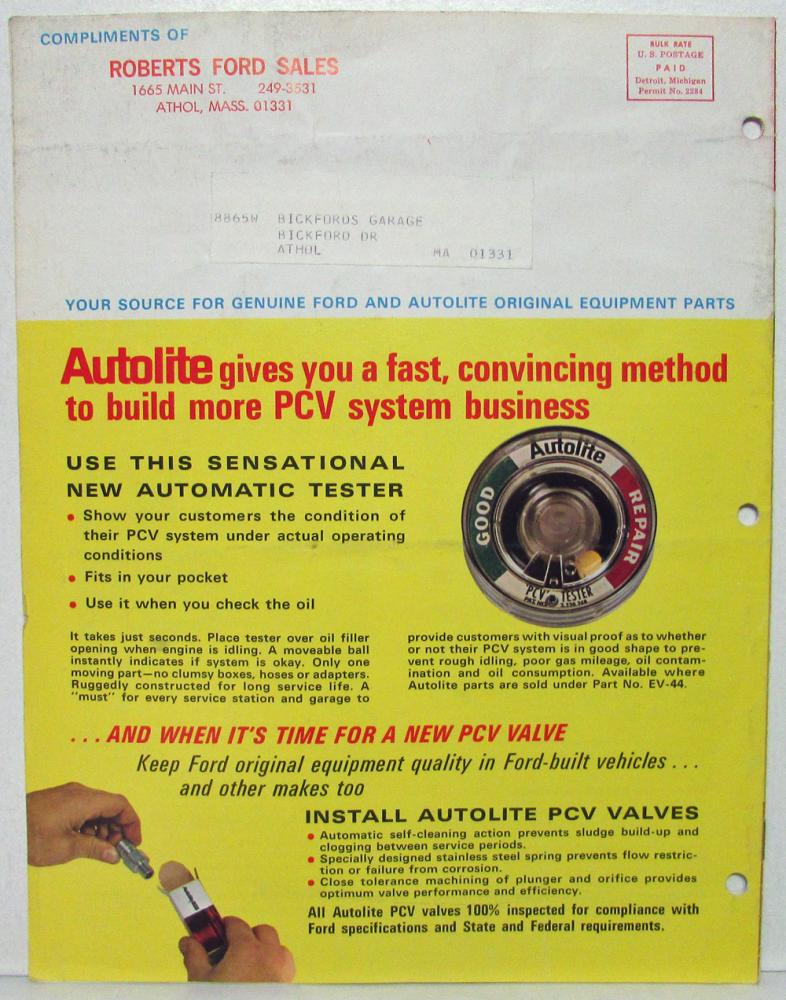 COMPLIMENTS OF
ROBERTS FORD SALES
1665 MAIN ST. 249-3531
ATHOL, MASS. 01331
BULK RATE
U. S. POSTAGE
PAID
Detroit, Michigan
Permit No. 2284
8865W BICKFORDS GARAGE
BICKFORD DR
ATHOL MA 01331
YOUR SOURCE FOR GENUINE FORD AND AUTOLITE ORIGINAL EQUIPMENT PARTS
Autolite gives you a fast, convincing method
to build more PCV system business
USE THIS SENSATIONAL
NEW AUTOMATIC TESTER
• Show your customers the condition of
their PCV system under actual operating
conditions
• Fits in your pocket
• Use it when you check the oil
Autolite
GOOD
REPAIR
"PCV" TESTER
It takes just seconds. Place tester over oil filler
opening when engine is idling. A moveable ball
instantly indicates if system is okay. Only one
moving part—no clumsy boxes, hoses or adapters.
Ruggedly constructed for long service life. A
"must" for every service station and garage to
provide customers with visual proof as to whether
or not their PCV system is in good shape to pre-
vent rough idling, poor gas mileage, oil contam-
ination and oil consumption. Available where
Autolite parts are sold under Part No. EV-44.
...AND WHEN IT'S TIME FOR A NEW PCV VALVE
Keep Ford original equipment quality in Ford-built vehicles...
and other makes too
INSTALL AUTOLITE PCV VALVES
• Automatic self-cleaning action prevents sludge build-up and
clogging between service periods.
• Specially designed stainless steel spring prevents flow restric-
tion or failure from corrosion.
• Close tolerance machining of plunger and orifice provides
optimum valve performance and efficiency.
All Autolite PCV valves 100% inspected for compliance with
Ford specifications and State and Federal requirements.
Autolite